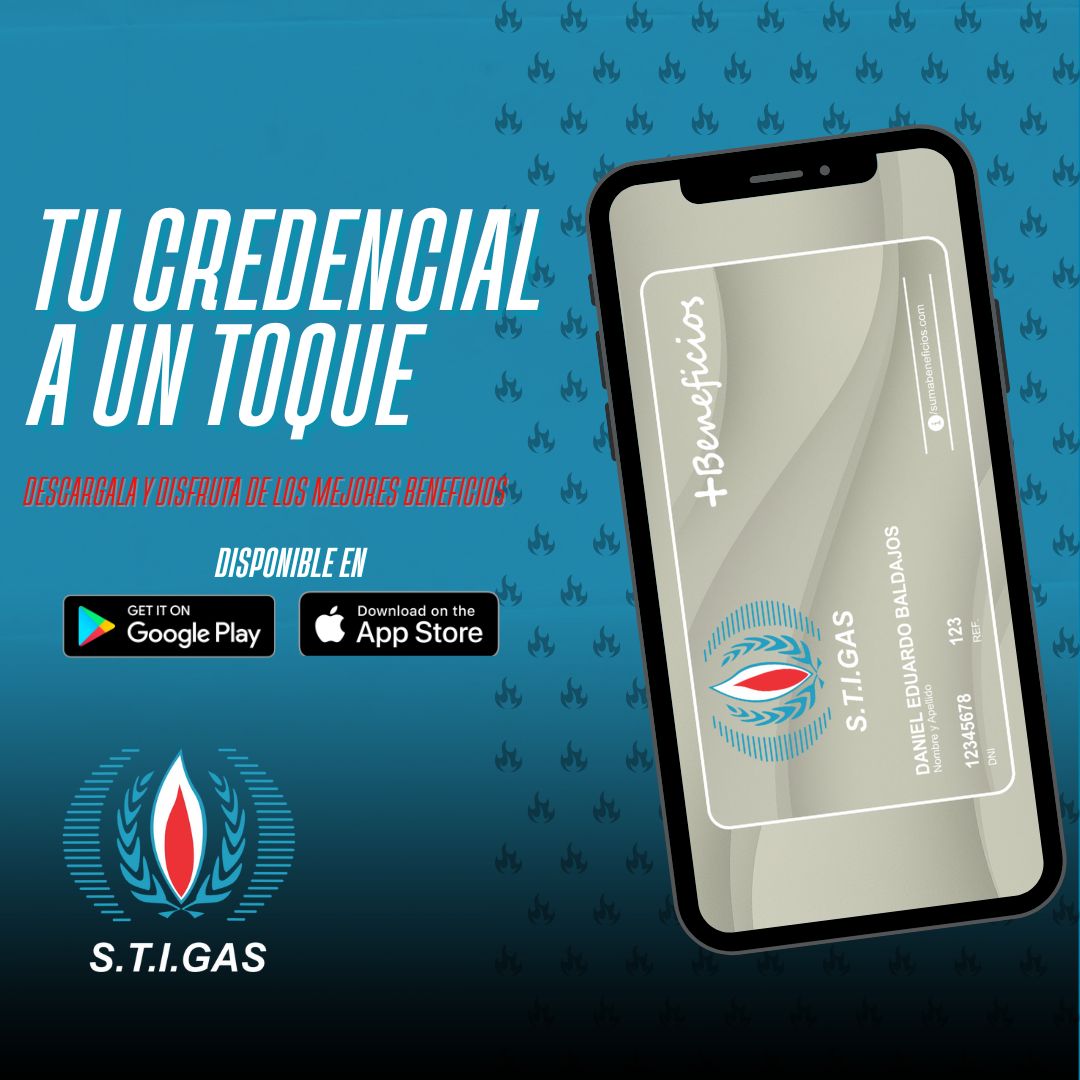 TU CREDENCIAL
A UN TOQUE
DESCARGALA Y DISFRUTA DE LOS MEJORES BENEFICIOS
DISPONIBLE EN
GET IT ON
Google Play
Download on the
App Store
S.T.I.GAS
+Beneficios
/sumabeneficios.com
S.T.I.GAS
DANIEL EDUARDO BALDAJOS
Nombre y Apellido
12345678 123
DNI REF.